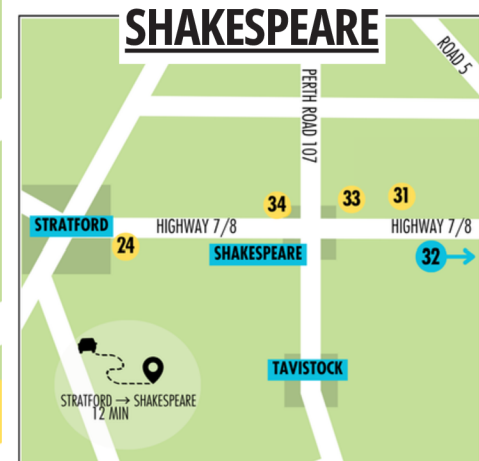 SHAKESPEARE
ROAD 5
PERTH ROAD 107
34
33
31
STRATFORD
24
HIGHWAY 7/8
HIGHWAY 7/8
SHAKESPEARE
32 →
TAVISTOCK
STRATFORD → SHAKESPEARE
12 MIN